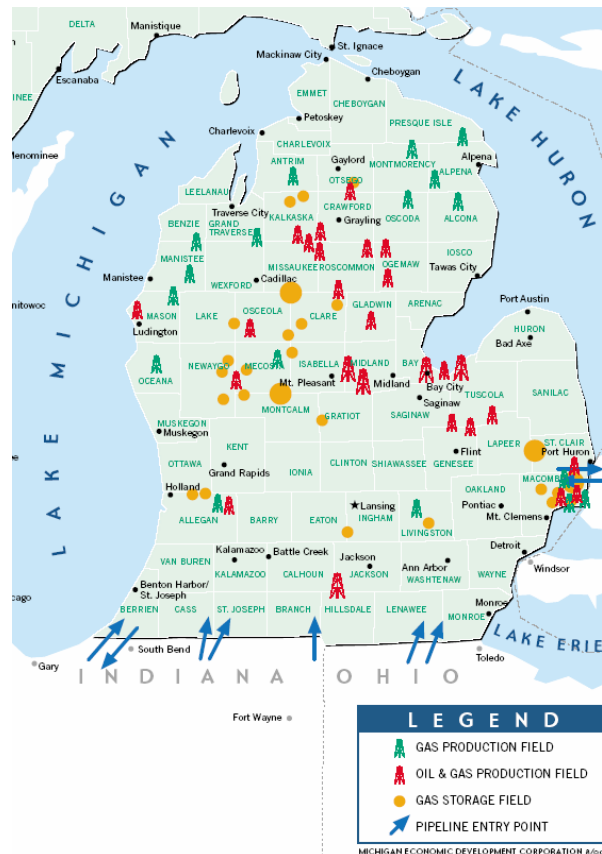 DELTA
Manistique
St. Ignace
Mackinaw City
Escanaba
Cheboygan
EMMET
CHEBOYGAN
Petoskey
PRESQUE ISLE
Charlevoix
CHARLEVOIX
MONTMORENCY
Alpena
ANTRIM
Gaylord
OTSEGO
ALPENA
LEELANAU
KALKASKA
CRAWFORD
OSCODA
ALCONA
Traverse City
Grayling
BENZIE
GRAND
TRAVERSE
MANISTEE
MISSAUKEE
ROSCOMMON
OGEMAW
IOSCO
Manistee
WEXFORD
Cadillac
Tawas City
MASON
LAKE
OSCEOLA
CLARE
GLADWIN
ARENAC
Port Austin
Ludington
HURON
Bad Axe
OCEANA
NEWAYGO
MECOSTA
ISABELLA
MIDLAND
BAY
Mt. Pleasant
Midland
Bay City
TUSCOLA
SANILAC
Saginaw
MONTCALM
GRATIOT
SAGINAW
MUSKEGON
Muskegon
KENT
LAPEER
ST. CLAIR
Flint
Port Huron
OTTAWA
Grand Rapids
IONIA
CLINTON
SHIAWASSEE
GENESEE
OAKLAND
MACOMB
Holland
Lansing
Pontiac
ALLEGAN
BARRY
EATON
INGHAM
LIVINGSTON
Mt. Clemens
Detroit
Windsor
VAN BUREN
Kalamazoo
KALAMAZOO
Battle Creek
CALHOUN
Jackson
JACKSON
Ann Arbor
WASHTENAW
WAYNE
Benton Harbor/
St. Joseph
BERRIEN
CASS
ST. JOSEPH
BRANCH
HILLSDALE
LENAWEE
MONROE
Monroe
LAKE MICHIGAN
LAKE HURON
LAKE ERIE
Gary
South Bend
Toledo
INDIANA
OHIO
Fort Wayne
LEGEND
GAS PRODUCTION FIELD
OIL & GAS PRODUCTION FIELD
GAS STORAGE FIELD
PIPELINE ENTRY POINT
MICHIGAN ECONOMIC DEVELOPMENT CORPORATION